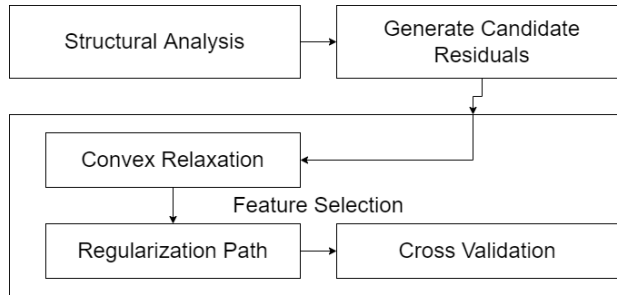 Structural Analysis
Generate Candidate
Residuals
Convex Relaxation
Feature Selection
Regularization Path
Cross Validation